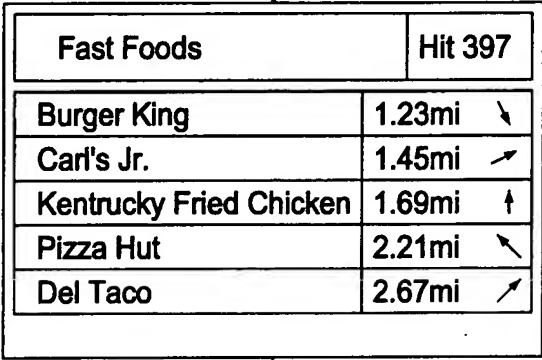 Fast Foods Hit 397
Burger King 1.23mi
Carl's Jr. 1.45mi
Kentrucky Fried Chicken 1.69mi
Pizza Hut 2.21mi
Del Taco 2.67mi